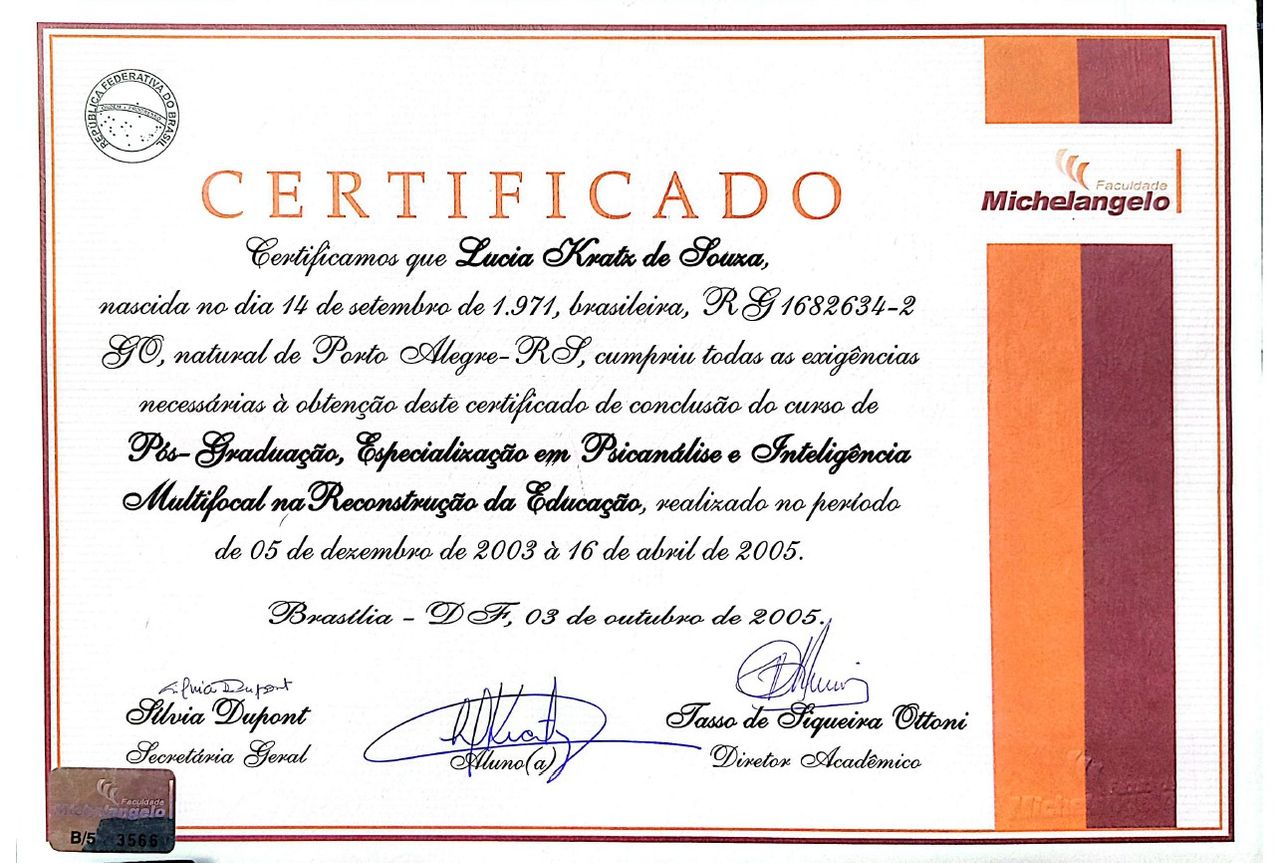 REPÚBLICA FEDERATIVA DO BRASIL
ORDEM E PROGRESSO
Faculdade
Michelangelo
CERTIFICADO
Certificamos que Lucia Kratz de Souza,
nascida no dia 14 de setembro de 1.971, brasileira, RG 1682634-2
GO, natural de Porto Alegre-RS, cumpriu todas as exigências
necessárias à obtenção deste certificado de conclusão do curso de
Pós-Graduação, Especialização em Psicanálise e Inteligência
Multifocal na Reconstrução da Educação, realizado no período
de 05 de dezembro de 2003 à 16 de abril de 2005.
Brasília - DF, 03 de outubro de 2005.
Silvia Dupont
Sílvia Dupont
Secretária Geral
Kratz
Aluno(a)
Tasso de Siqueira Ottoni
Diretor Acadêmico
Faculdade
Michelangelo
B/5 3566